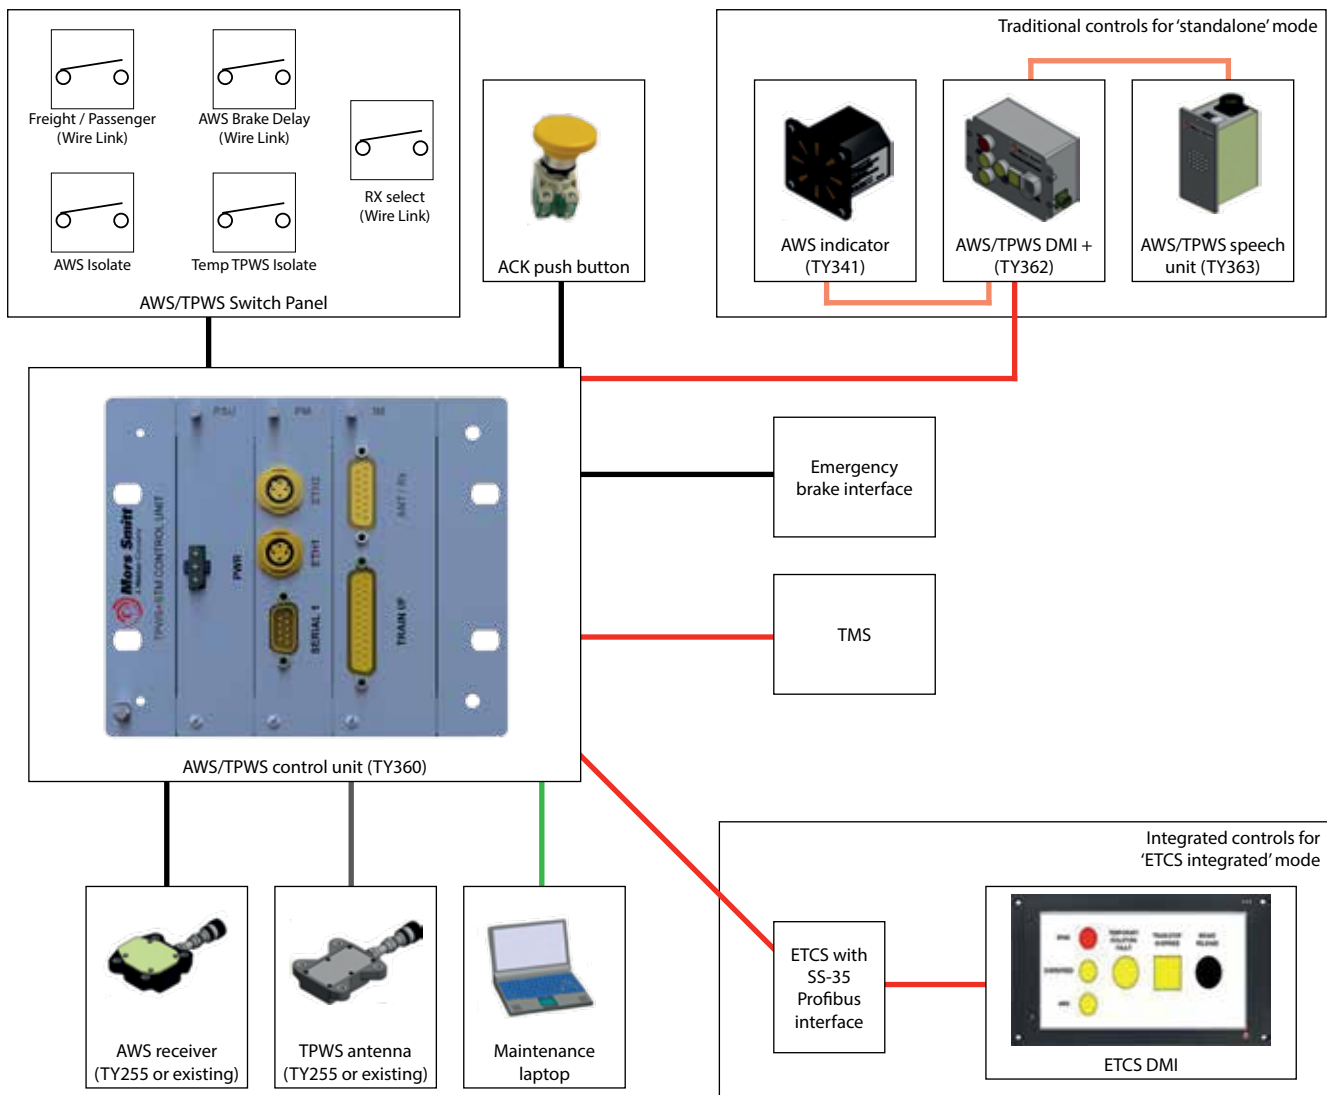 Freight / Passenger
(Wire Link)
AWS Brake Delay
(Wire Link)
RX select
(Wire Link)
AWS Isolate
Temp TPWS Isolate
AWS/TPWS Switch Panel
ACK push button
Traditional controls for ‘standalone’ mode
AWS indicator
(TY341)
AWS/TPWS DMI +
(TY362)
AWS/TPWS speech
unit (TY363)
PSU
PM
Mors Smitt
TPWS+STM CONTROL UNIT
PWR
ETH2
ETH1
SERIAL 1
ANT / RX
TRAIN I/F
AWS/TPWS control unit (TY360)
Emergency
brake interface
TMS
AWS receiver
(TY255 or existing)
TPWS antenna
(TY255 or existing)
Maintenance
laptop
Integrated controls for
‘ETCS integrated’ mode
ETCS with
SS-35
Profibus
interface
BRAKE
RELEASE
ETCS DMI